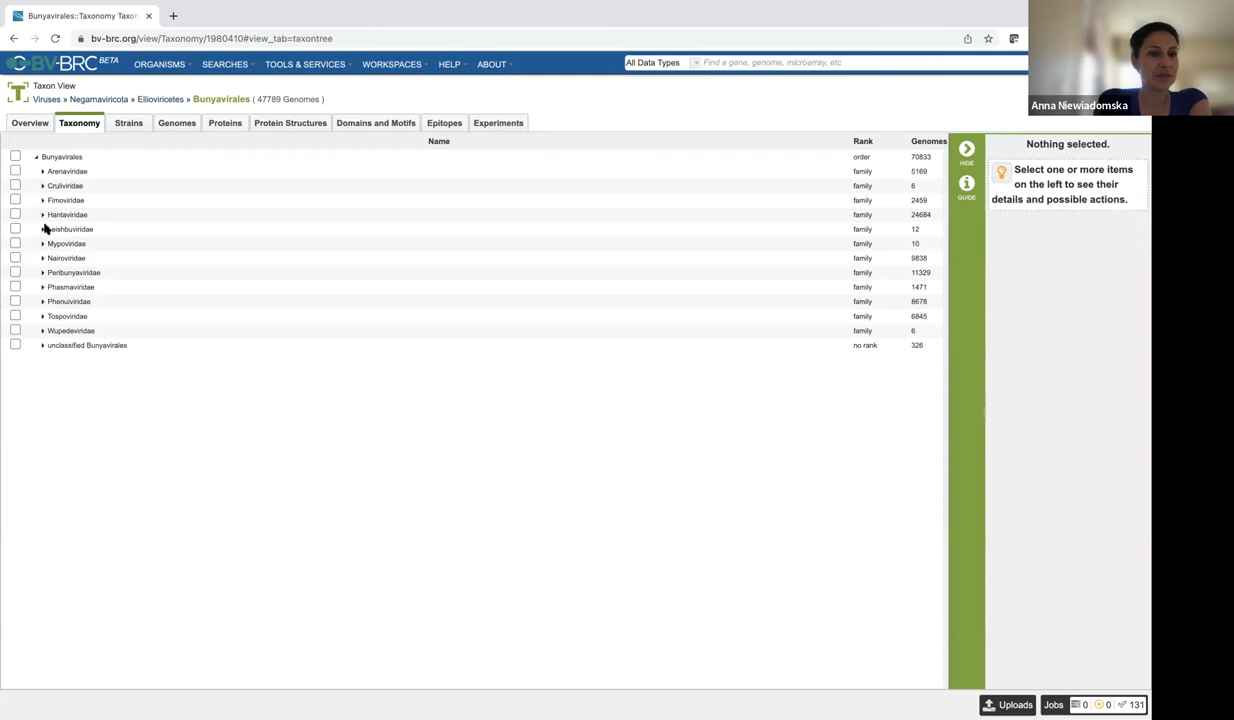 Bunyavirales::Taxonomy Taxon
bv-brc.org/view/Taxonomy/1980410#view_tab=taxontree
BV-BRC BETA
ORGANISMS
SEARCHES
TOOLS & SERVICES
WORKSPACES
HELP
ABOUT
All Data Types
Find a gene, genome, microarray, etc
Anna Niewiadomska
Taxon View
Viruses » Negarnaviricota » Ellioviricetes » Bunyavirales ( 47789 Genomes )
Overview Taxonomy Strains Genomes Proteins Protein Structures Domains and Motifs Epitopes Experiments
Name Rank Genomes
Bunyavirales order 70833
Arenaviridae family 5169
Cruliviridae family 6
Fimoviridae family 2459
Hantaviridae family 24684
eishbuviridae family 12
Mypoviridae family 10
Nairoviridae family 9838
Peribunyaviridae family 11329
Phasmaviridae family 1471
Phenuiviridae family 8678
Tospoviridae family 6845
Wupedeviridae family 6
unclassified Bunyavirales no rank 326
HIDE
GUIDE
Nothing selected.
Select one or more items
on the left to see their
details and possible actions.
Uploads
Jobs 0 0 131